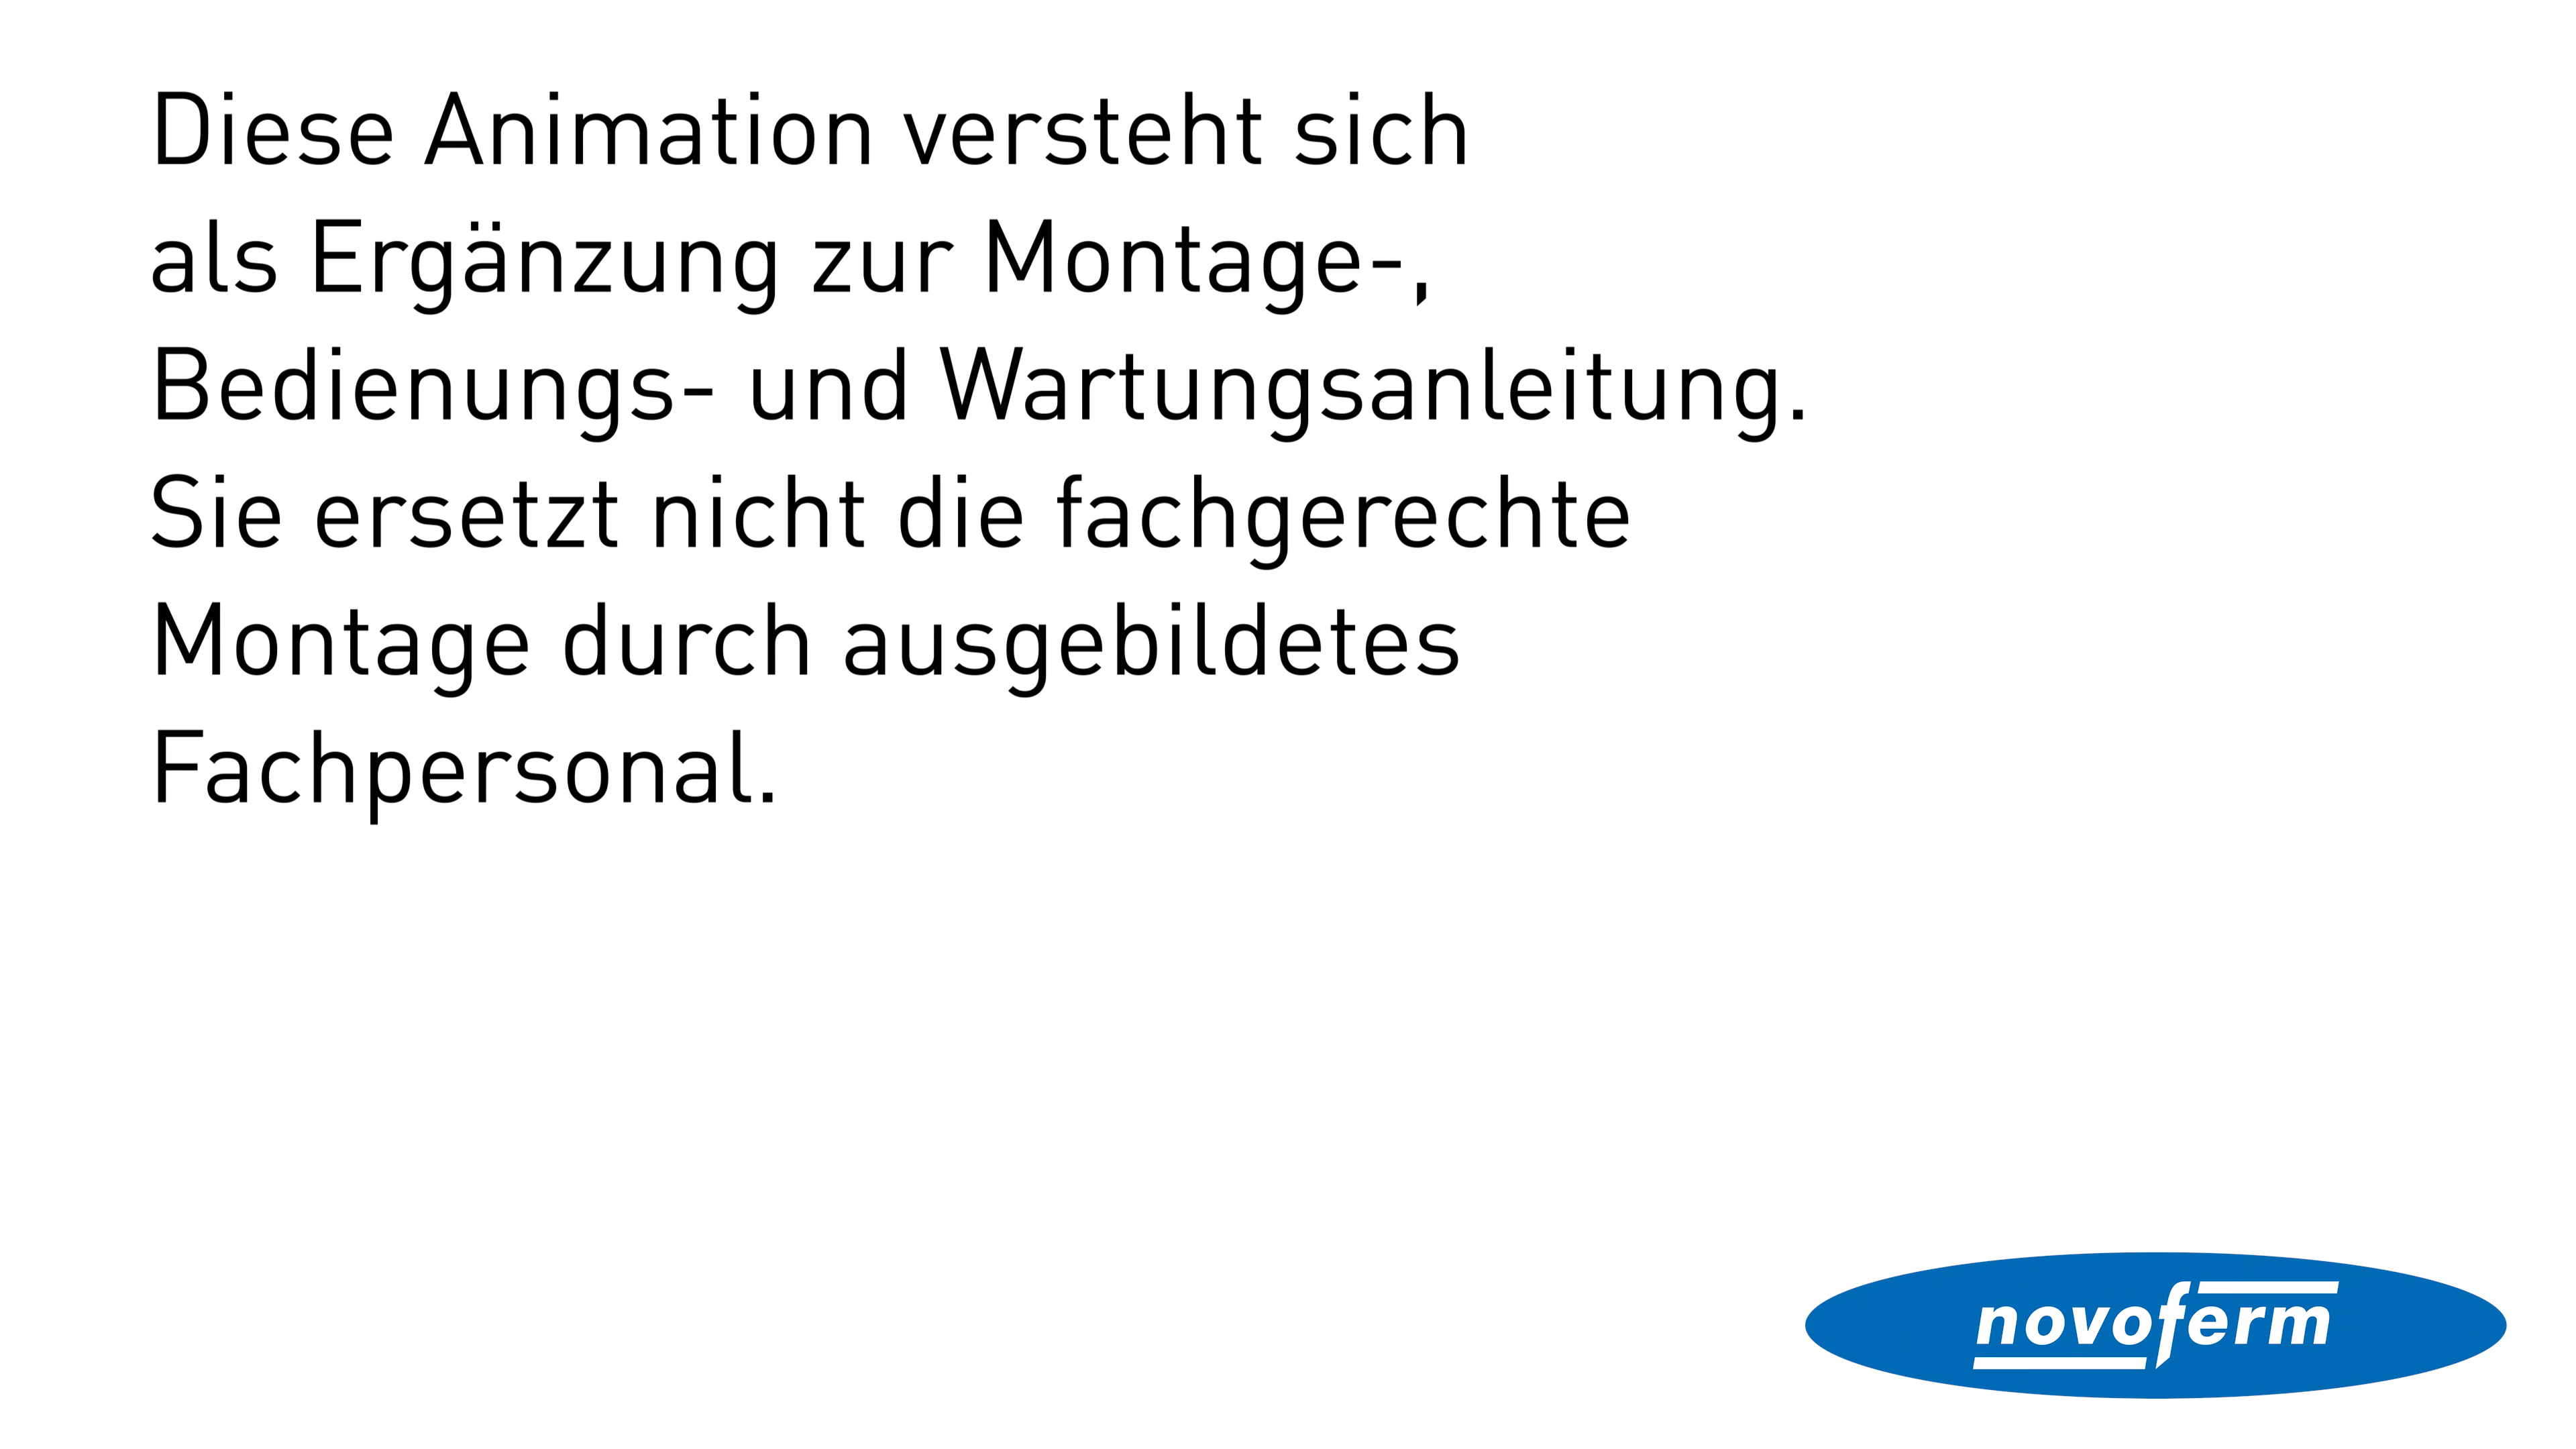 Diese Animation versteht sich
als Ergänzung zur Montage-,
Bedienungs- und Wartungsanleitung.
Sie ersetzt nicht die fachgerechte
Montage durch ausgebildetes
Fachpersonal.
novoferm